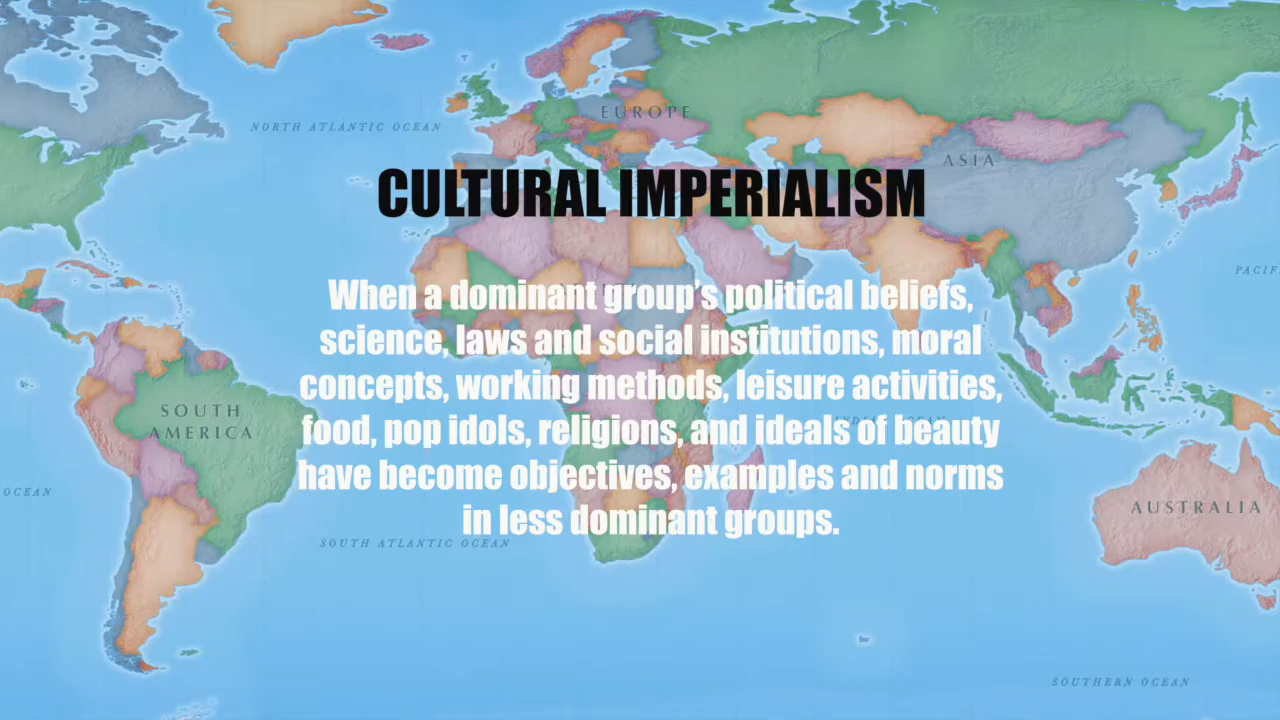 NORTH ATLANTIC OCEAN
EUROPE
ASIA
CULTURAL IMPERIALISM
PACIF
When a dominant group's political beliefs,
science, laws and social institutions, moral
concepts, working methods, leisure activities,
food, pop idols, religions, and ideals of beauty
have become objectives, examples and norms
in less dominant groups.
SOUTH
AMERICA
INDIAN OCEAN
OCEAN
AUSTRALIA
SOUTH ATLANTIC OCEAN
SOUTHERN OCEAN